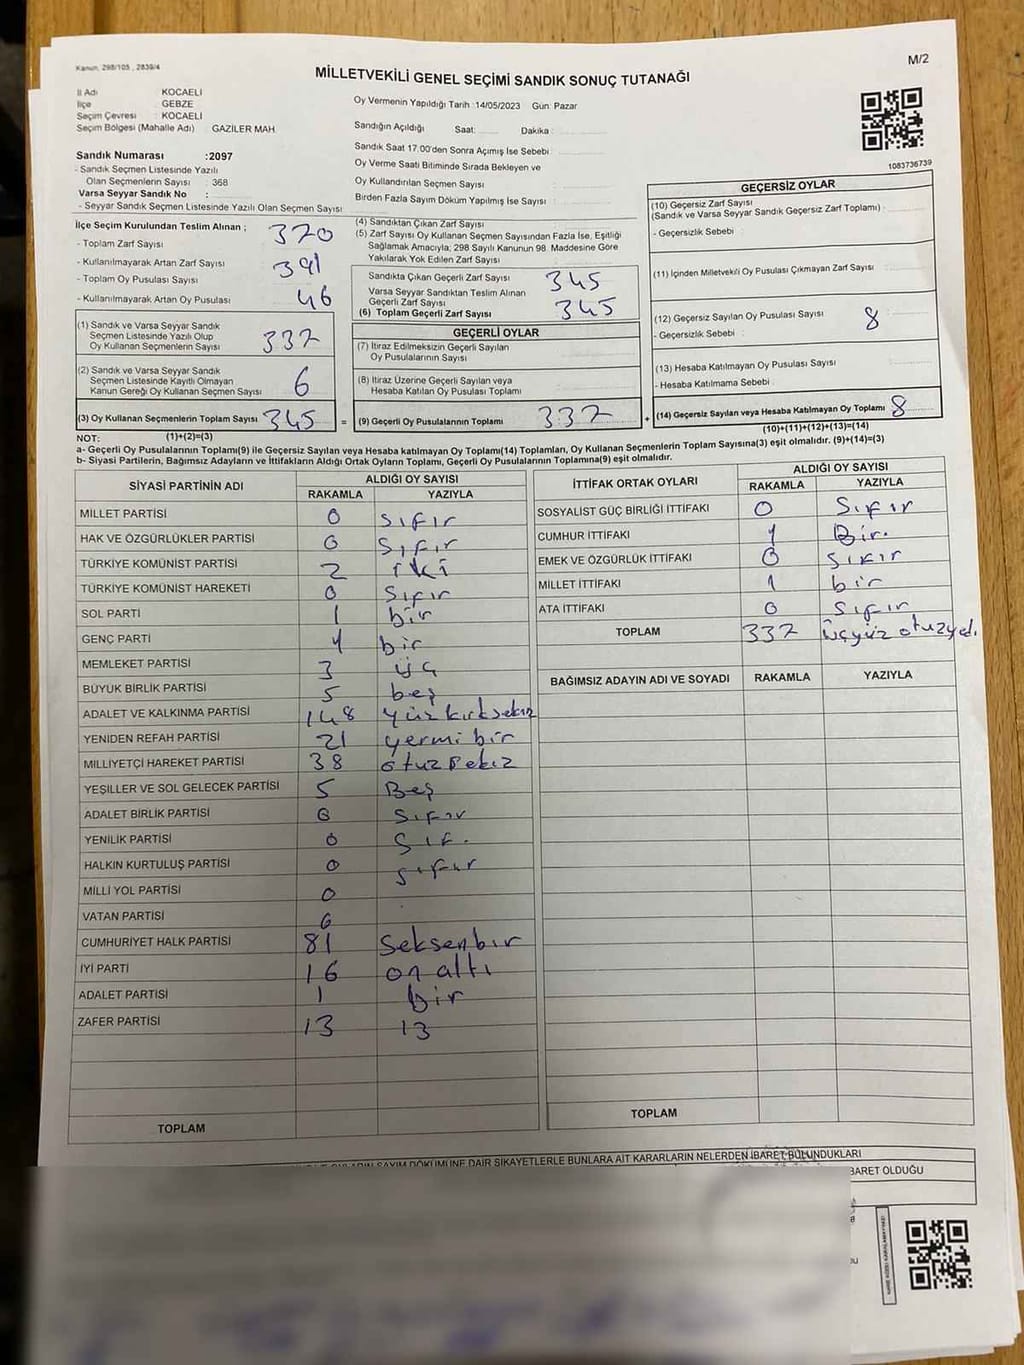 Kanun, 298/105 , 2839/4
M/2
MİLLETVEKİLİ GENEL SEÇİMİ SANDIK SONUÇ TUTANAĞI
İl Adı : KOCAELİ
İlçe : GEBZE
Seçim Çevresi : KOCAELİ
Seçim Bölgesi (Mahalle Adı) : GAZİLER MAH.
Sandık Numarası :2097
- Sandık Seçmen Listesinde Yazılı
Olan Seçmenlerin Sayısı : 368
Varsa Seyyar Sandık No :
- Seyyar Sandık Seçmen Listesinde Yazılı Olan Seçmen Sayısı :
Oy Vermenin Yapıldığı Tarih :14/05/2023 Gün: Pazar
Sandığın Açıldığı Saat: Dakika :
Sandık Saat 17.00'den Sonra Açımış İse Sebebi :
Oy Verme Saati Bitiminde Sırada Bekleyen ve
Oy Kullandırılan Seçmen Sayısı :
Birden Fazla Sayım Döküm Yapılmış İse Sayısı :
1083736739
İlçe Seçim Kurulundan Teslim Alınan ;
- Toplam Zarf Sayısı 370
- Kullanılmayarak Artan Zarf Sayısı
- Toplam Oy Pusulası Sayısı 391
- Kullanılmayarak Artan Oy Pusulası 46
(1) Sandık ve Varsa Seyyar Sandık
Seçmen Listesinde Yazılı Olup
Oy Kullanan Seçmenlerin Sayısı 337
(2) Sandık ve Varsa Seyyar Sandık
Seçmen Listesinde Kayıtlı Olmayan
Kanun Gereği Oy Kullanan Seçmen Sayısı 6
(3) Oy Kullanan Seçmenlerin Toplam Sayısı 345 =
(1)+(2)=(3)
(4) Sandıktan Çıkan Zarf Sayısı :
(5) Zarf Sayısı Oy Kullanan Seçmen Sayısından Fazla İse, Eşitliği
Sağlamak Amacıyla; 298 Sayılı Kanunun 98. Maddesine Göre
Yakılarak Yok Edilen Zarf Sayısı :
Sandıkta Çıkan Geçerli Zarf Sayısı 345
Varsa Seyyar Sandıktan Teslim Alınan
Geçerli Zarf Sayısı
(6) Toplam Geçerli Zarf Sayısı 345
GEÇERLİ OYLAR
(7) İtiraz Edilmeksizin Geçerli Sayılan
Oy Pusulalarının Sayısı
(8) İtiraz Üzerine Geçerli Sayılan veya
Hesaba Katılan Oy Pusulası Toplamı
(9) Geçerli Oy Pusulalarının Toplamı 337 +
GEÇERSİZ OYLAR
(10) Geçersiz Zarf Sayısı
(Sandık ve Varsa Seyyar Sandık Geçersiz Zarf Toplamı) :
- Geçersizlik Sebebi :
(11) İçinden Milletvekili Oy Pusulası Çıkmayan Zarf Sayısı
(12) Geçersiz Sayılan Oy Pusulası Sayısı 8
- Geçersizlik Sebebi :
(13) Hesaba Katılmayan Oy Pusulası Sayısı
- Hesaba Katılmama Sebebi :
(14) Geçersiz Sayılan veya Hesaba Katılmayan Oy Toplamı 8
(10)+(11)+(12)+(13)=(14)
NOT:
a- Geçerli Oy Pusulalarının Toplamı(9) ile Geçersiz Sayılan veya Hesaba katılmayan Oy Toplamı(14) Toplamları, Oy Kullanan Seçmenlerin Toplam Sayısına(3) eşit olmalıdır. (9)+(14)=(3)
b- Siyasi Partilerin, Bağımsız Adayların ve İttifakların Aldığı Ortak Oyların Toplamı, Geçerli Oy Pusulalarının Toplamına(9) eşit olmalıdır.
SİYASİ PARTİNİN ADI ALDIĞI OY SAYISI
RAKAMLA YAZIYLA
MİLLET PARTİSİ 0 sıfır
HAK VE ÖZGÜRLÜKLER PARTİSİ 0 sıfır
TÜRKİYE KOMÜNİST PARTİSİ 2 iki
TÜRKİYE KOMÜNİST HAREKETİ 0 sıfır
SOL PARTİ 1 bir
GENÇ PARTİ 1 bir
MEMLEKET PARTİSİ 3 üç
BÜYÜK BİRLİK PARTİSİ 5 beş
ADALET VE KALKINMA PARTİSİ 148 yüz kırk sekiz
YENİDEN REFAH PARTİSİ 21 yermi bir
MİLLİYETÇİ HAREKET PARTİSİ 38 otuz sekiz
YEŞİLLER VE SOL GELECEK PARTİSİ 5 Beş
ADALET BİRLİK PARTİSİ 0 Sıfır
YENİLİK PARTİSİ 0 Sıf.
HALKIN KURTULUŞ PARTİSİ 0 sıfır
MİLLİ YOL PARTİSİ 0
VATAN PARTİSİ 0
CUMHURİYET HALK PARTİSİ 81 Seksenbir
İYİ PARTİ 16 on altı
ADALET PARTİSİ 1 bir
ZAFER PARTİSİ 13 13
TOPLAM
İTTİFAK ORTAK OYLARI ALDIĞI OY SAYISI
RAKAMLA YAZIYLA
SOSYALİST GÜÇ BİRLİĞİ İTTİFAKI 0 Sıfır
CUMHUR İTTİFAKI 1 Bir.
EMEK VE ÖZGÜRLÜK İTTİFAKI 0 sıfır
MİLLET İTTİFAKI 1 bir
ATA İTTİFAKI 0 sıfır
TOPLAM 337 üçyüz otuzyedi
BAĞIMSIZ ADAYIN ADI VE SOYADI RAKAMLA YAZIYLA
TOPLAM
SAYIM DÖKÜMÜNE DAİR ŞİKAYETLERLE BUNLARA AİT KARARLARIN NELERDEN İBARET BULUNDUKLARI
OLDUĞU